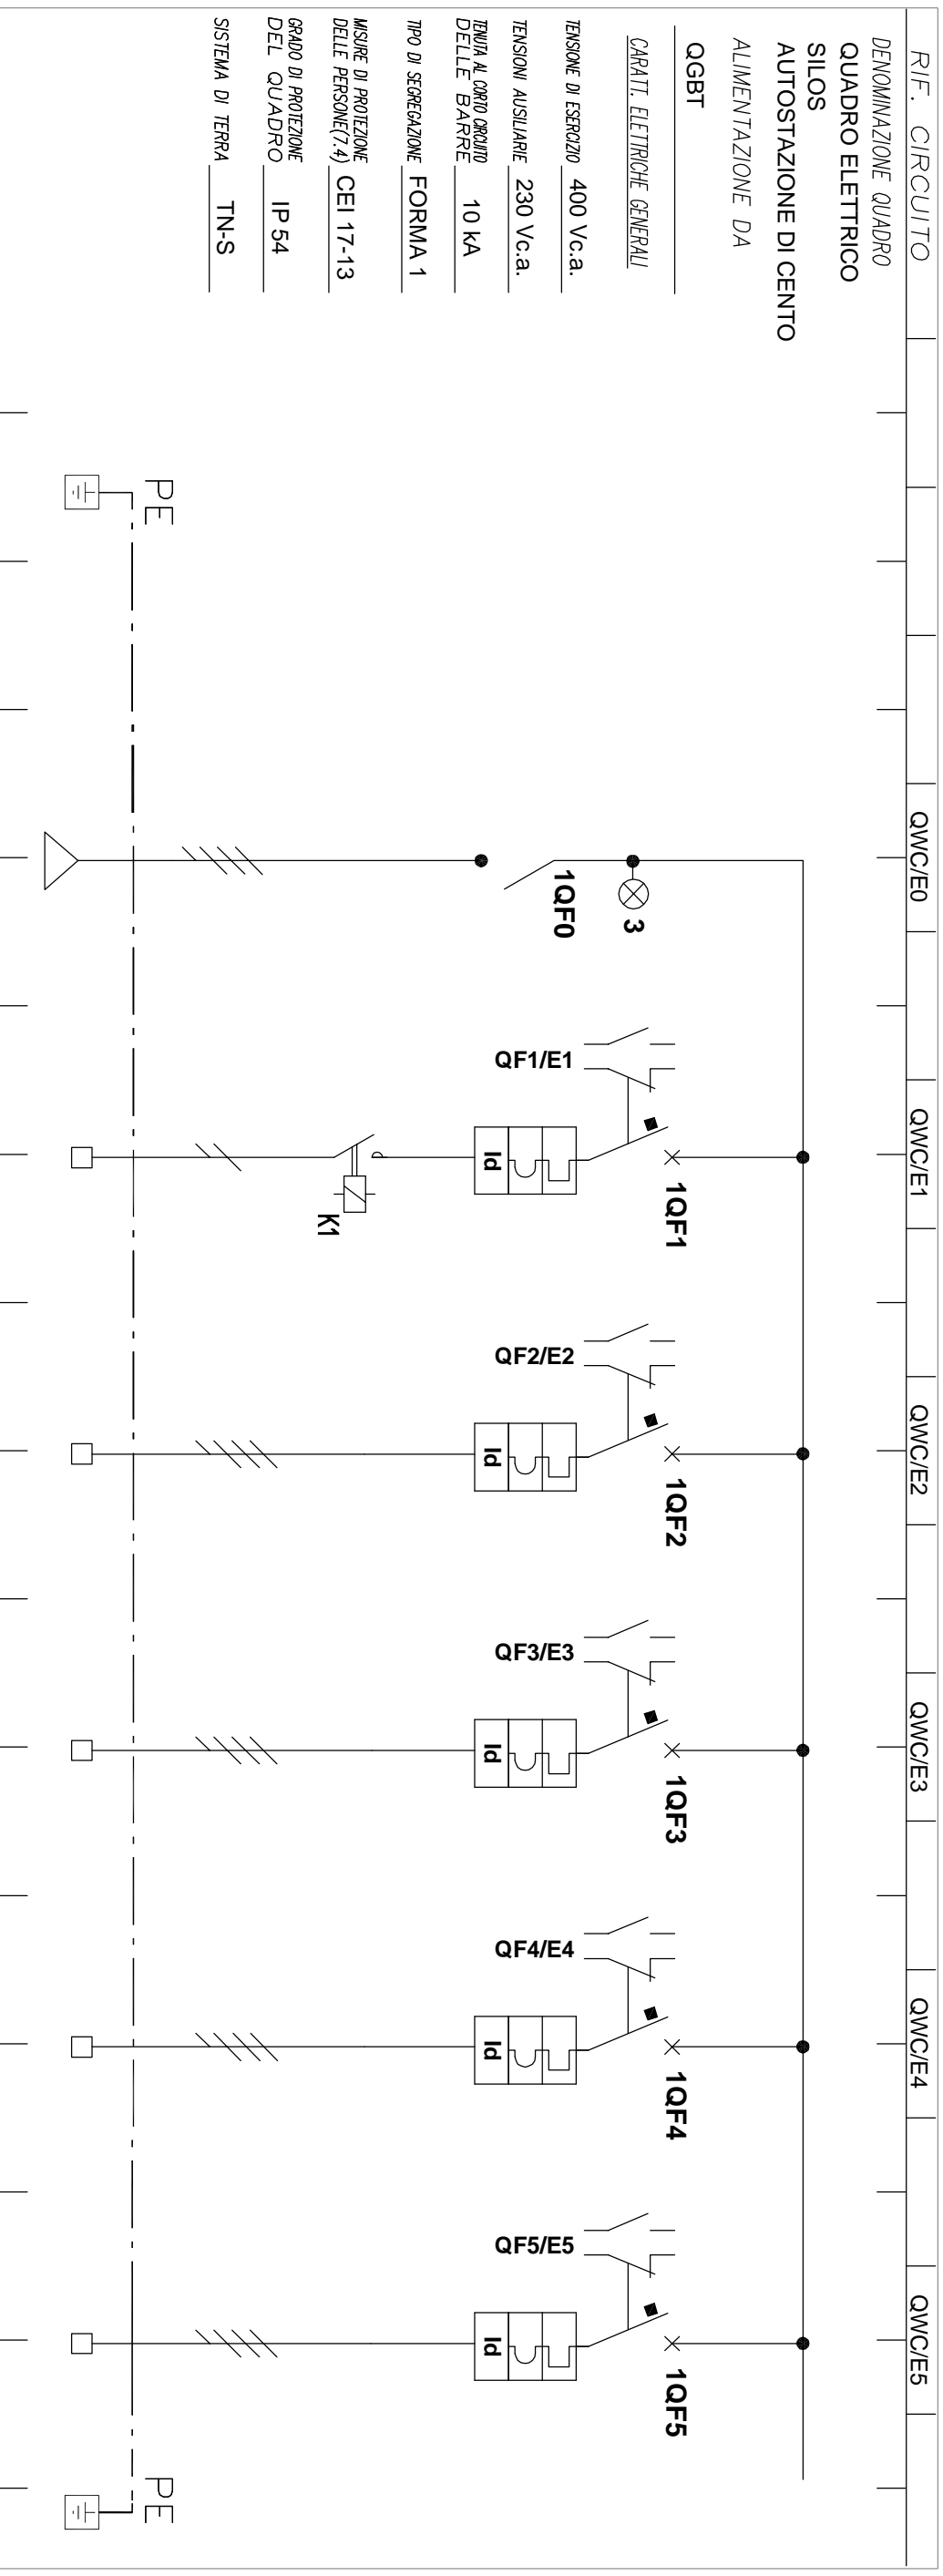 RIF. CIRCUITO
QWC/E0
QWC/E1
QWC/E2
QWC/E3
QWC/E4
QWC/E5
DENOMINAZIONE QUADRO
QUADRO ELETTRICO
SILOS
AUTOSTAZIONE DI CENTO
ALIMENTAZIONE DA
QGBT
CARATT. ELETTRICHE GENERALI
TENSIONE DI ESERCIZIO 400 Vc.a.
TENSIONI AUSILIARIE 230 Vc.a.
TENUTA AL CORTO CIRCUITO
DELLE BARRE 10 kA
TIPO DI SEGREGAZIONE FORMA 1
MISURE DI PROTEZIONE
DELLE PERSONE(7.4) CEI 17-13
GRADO DI PROTEZIONE
DEL QUADRO IP 54
SISTEMA DI TERRA TN-S
3
1QF0
1QF1
1QF2
1QF3
1QF4
1QF5
QF1/E1
QF2/E2
QF3/E3
QF4/E4
QF5/E5
Id
Id
Id
Id
Id
K1
PE
PE